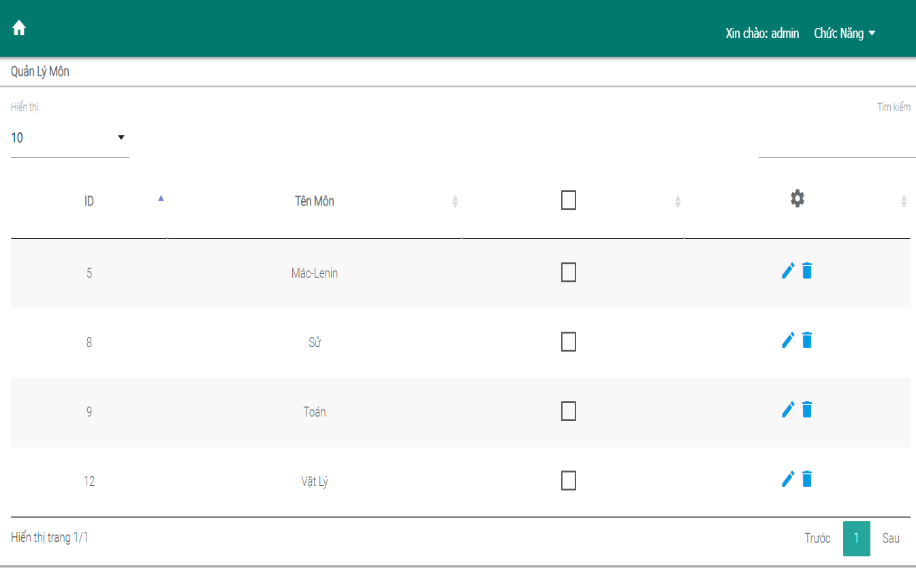 Xin chào: admin Chức Năng
Quản Lý Môn
Hiển thị Tìm kiếm
10
ID Tên Môn
5 Mác-Lenin
8 Sử
9 Toán
12 Vật Lý
Hiển thị trang 1/1 Trước 1 Sau